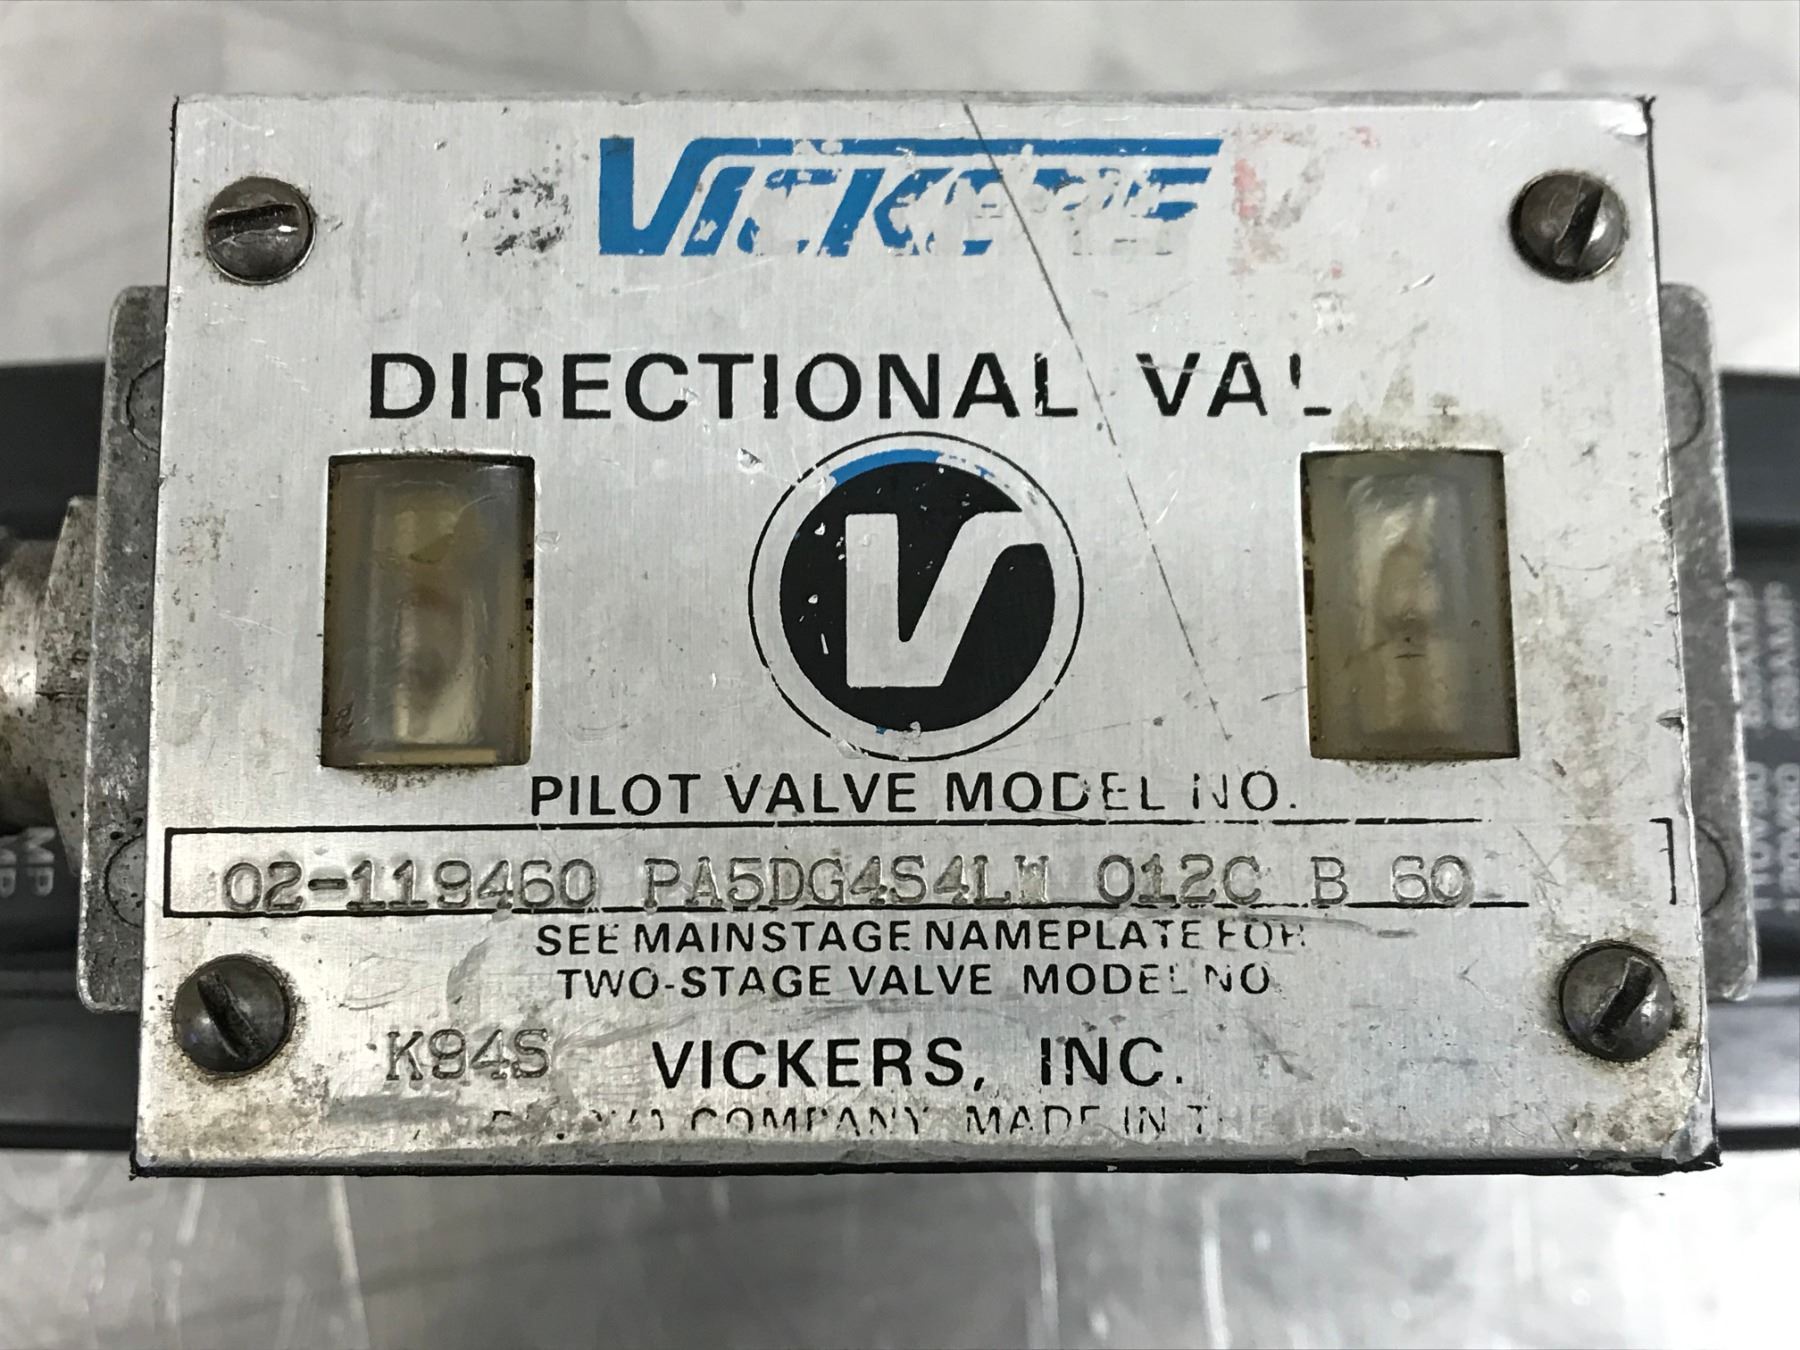 VICKERS
DIRECTIONAL VAL
V
PILOT VALVE MODEL NO.
02-119460 PA5DG4S4LW 012C B 60
SEE MAINSTAGE NAMEPLATE FOR
TWO-STAGE VALVE MODEL NO
K94S VICKERS, INC.
COMPANY MADE IN THE